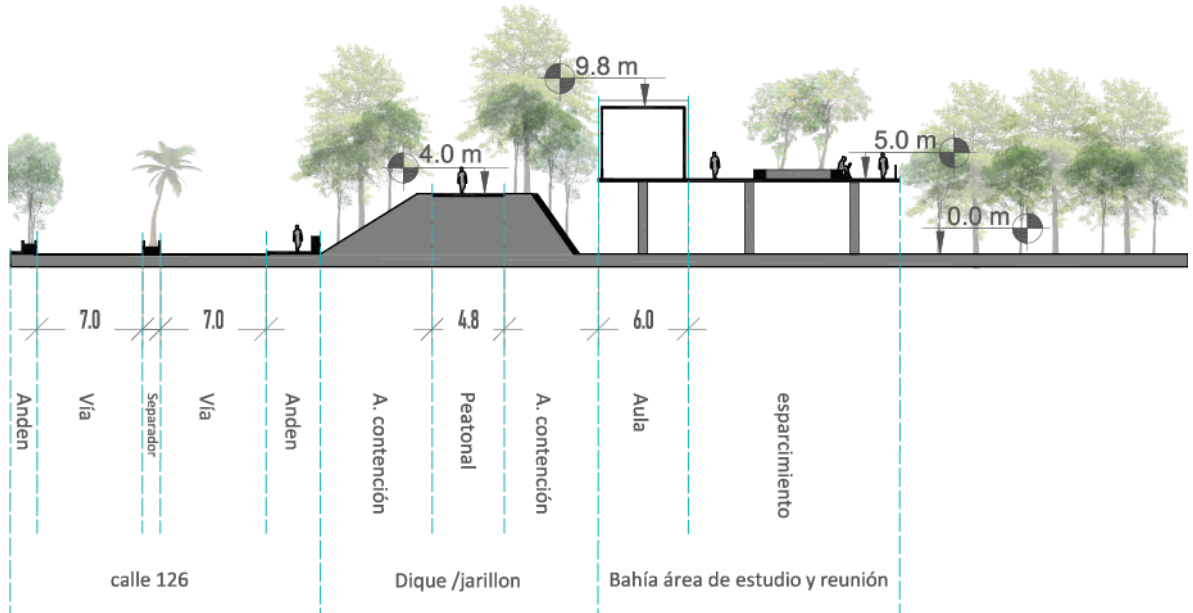 9.8 m
4.0 m
5.0 m
0.0 m
7.0
7.0
4.8
6.0
Anden
Vía
Separador
Vía
Anden
A. contención
Peatonal
A. contención
Aula
esparcimiento
calle 126
Dique /jarillon
Bahía área de estudio y reunión